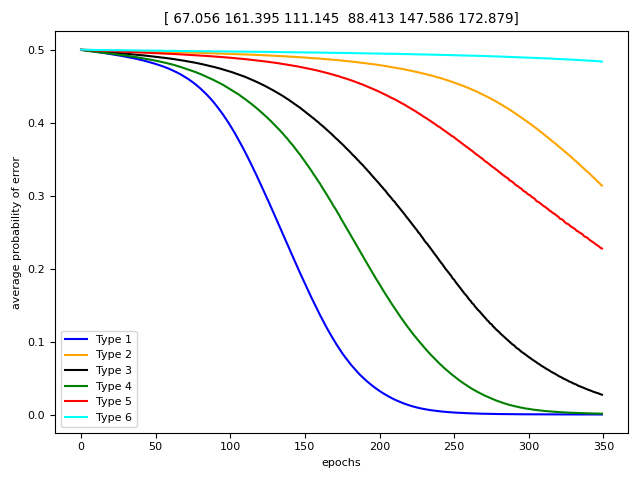 [ 67.056 161.395 111.145  88.413 147.586 172.879]
average probability of error
0.5
0.4
0.3
0.2
0.1
0.0
Type 1
Type 2
Type 3
Type 4
Type 5
Type 6
0 50 100 150 200 250 300 350
epochs